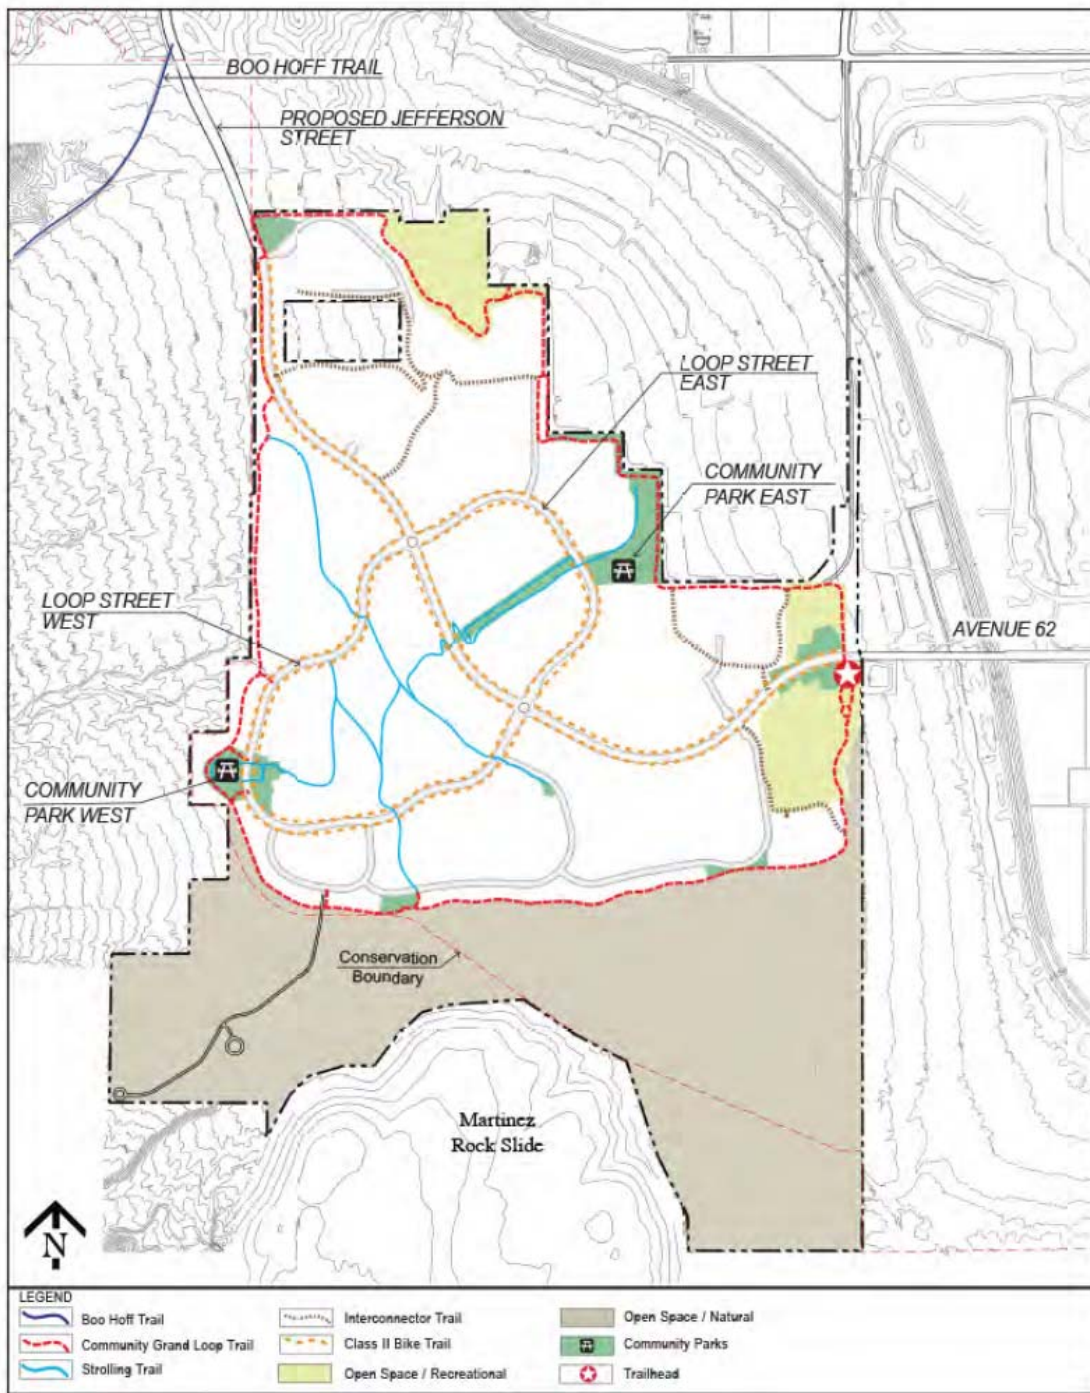 BOO HOFF TRAIL
PROPOSED JEFFERSON
STREET
LOOP STREET
EAST
COMMUNITY
PARK EAST
LOOP STREET
WEST
AVENUE 62
COMMUNITY
PARK WEST
Conservation
Boundary
Martinez
Rock Slide
N
LEGEND
Boo Hoff Trail
Community Grand Loop Trail
Strolling Trail
Interconnector Trail
Class II Bike Trail
Open Space / Recreational
Open Space / Natural
Community Parks
Trailhead